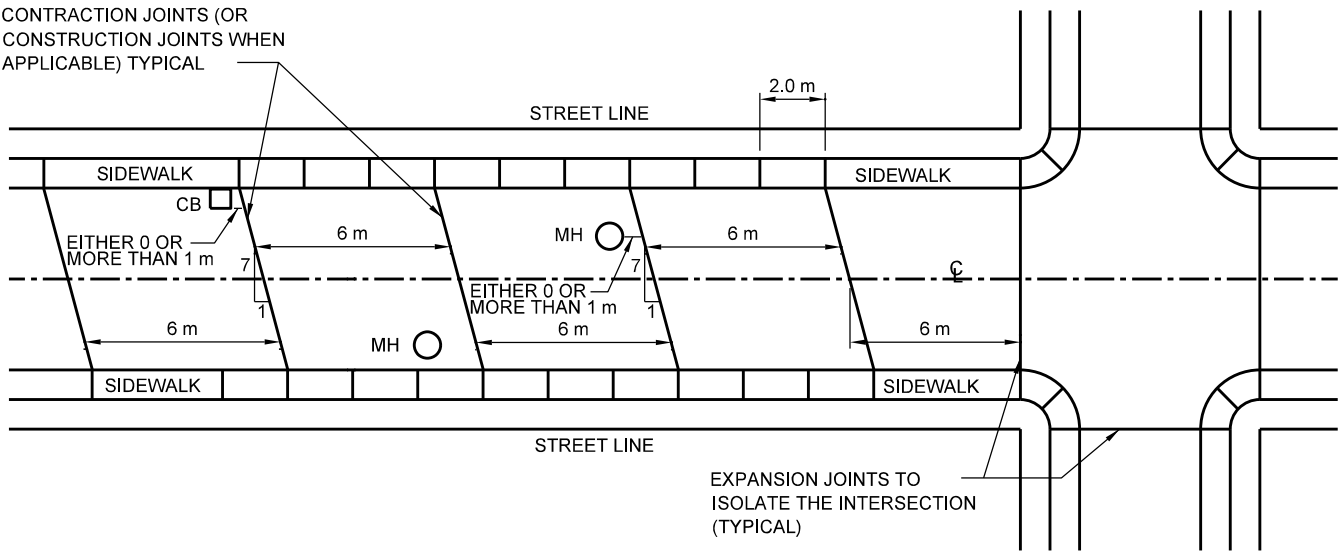 CONTRACTION JOINTS (OR
CONSTRUCTION JOINTS WHEN
APPLICABLE) TYPICAL
2.0 m
STREET LINE
SIDEWALK
SIDEWALK
CB
EITHER 0 OR
MORE THAN 1 m
6 m
7
1
MH
6 m
EITHER 0 OR
MORE THAN 1 m
7
1
CL
6 m
MH
6 m
6 m
SIDEWALK
SIDEWALK
STREET LINE
EXPANSION JOINTS TO
ISOLATE THE INTERSECTION
(TYPICAL)